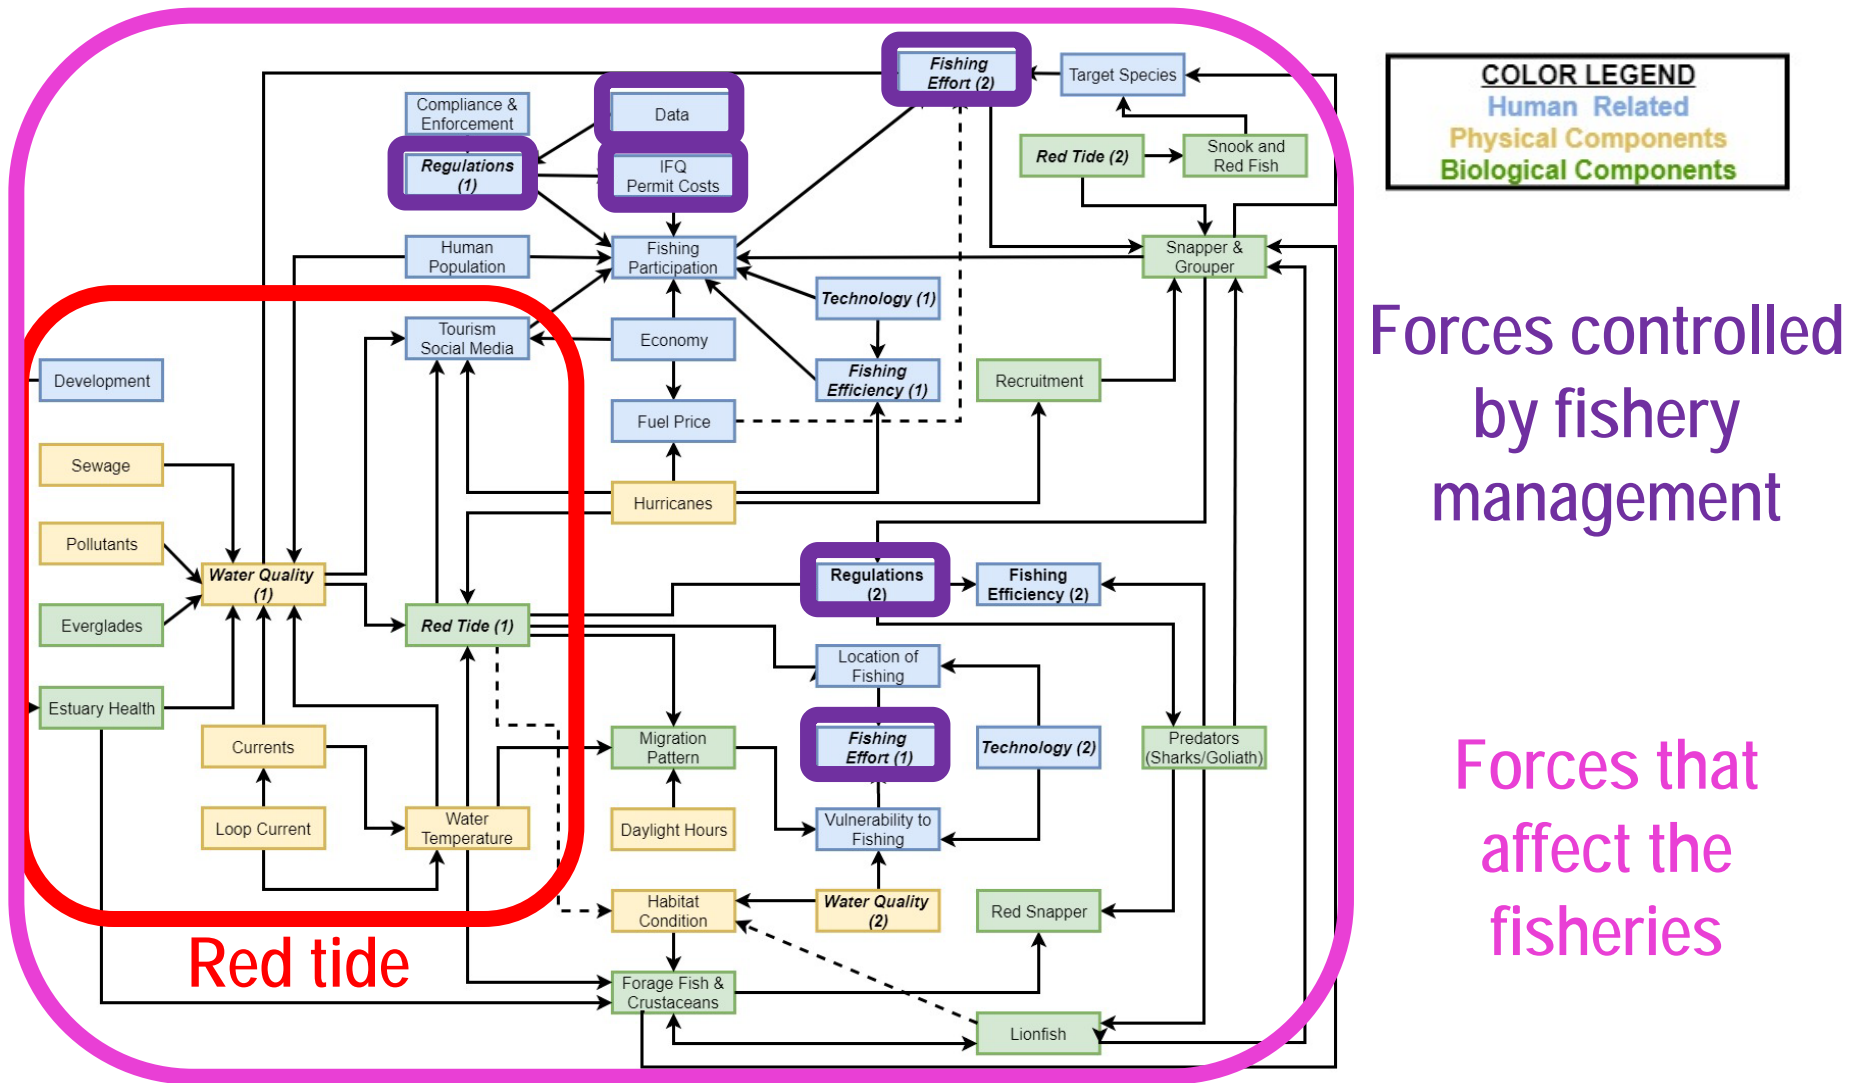 Fishing
Effort (2)
Target Species
COLOR LEGEND
Human Related
Physical Components
Biological Components
Compliance &
Enforcement
Data
Regulations
(1)
IFQ
Permit Costs
Red Tide (2)
Snook and
Red Fish
Human
Population
Fishing
Participation
Snapper &
Grouper
Technology (1)
Tourism
Social Media
Economy
Forces controlled
by fishery
management
Development
Fishing
Efficiency (1)
Recruitment
Fuel Price
Sewage
Hurricanes
Pollutants
Water Quality
(1)
Regulations
(2)
Fishing
Efficiency (2)
Everglades
Red Tide (1)
Location of
Fishing
Estuary Health
Currents
Migration
Pattern
Fishing
Effort (1)
Technology (2)
Predators
(Sharks/Goliath)
Forces that
affect the
fisheries
Loop Current
Water
Temperature
Daylight Hours
Vulnerability to
Fishing
Habitat
Condition
Water Quality
(2)
Red Snapper
Red tide
Forage Fish &
Crustaceans
Lionfish